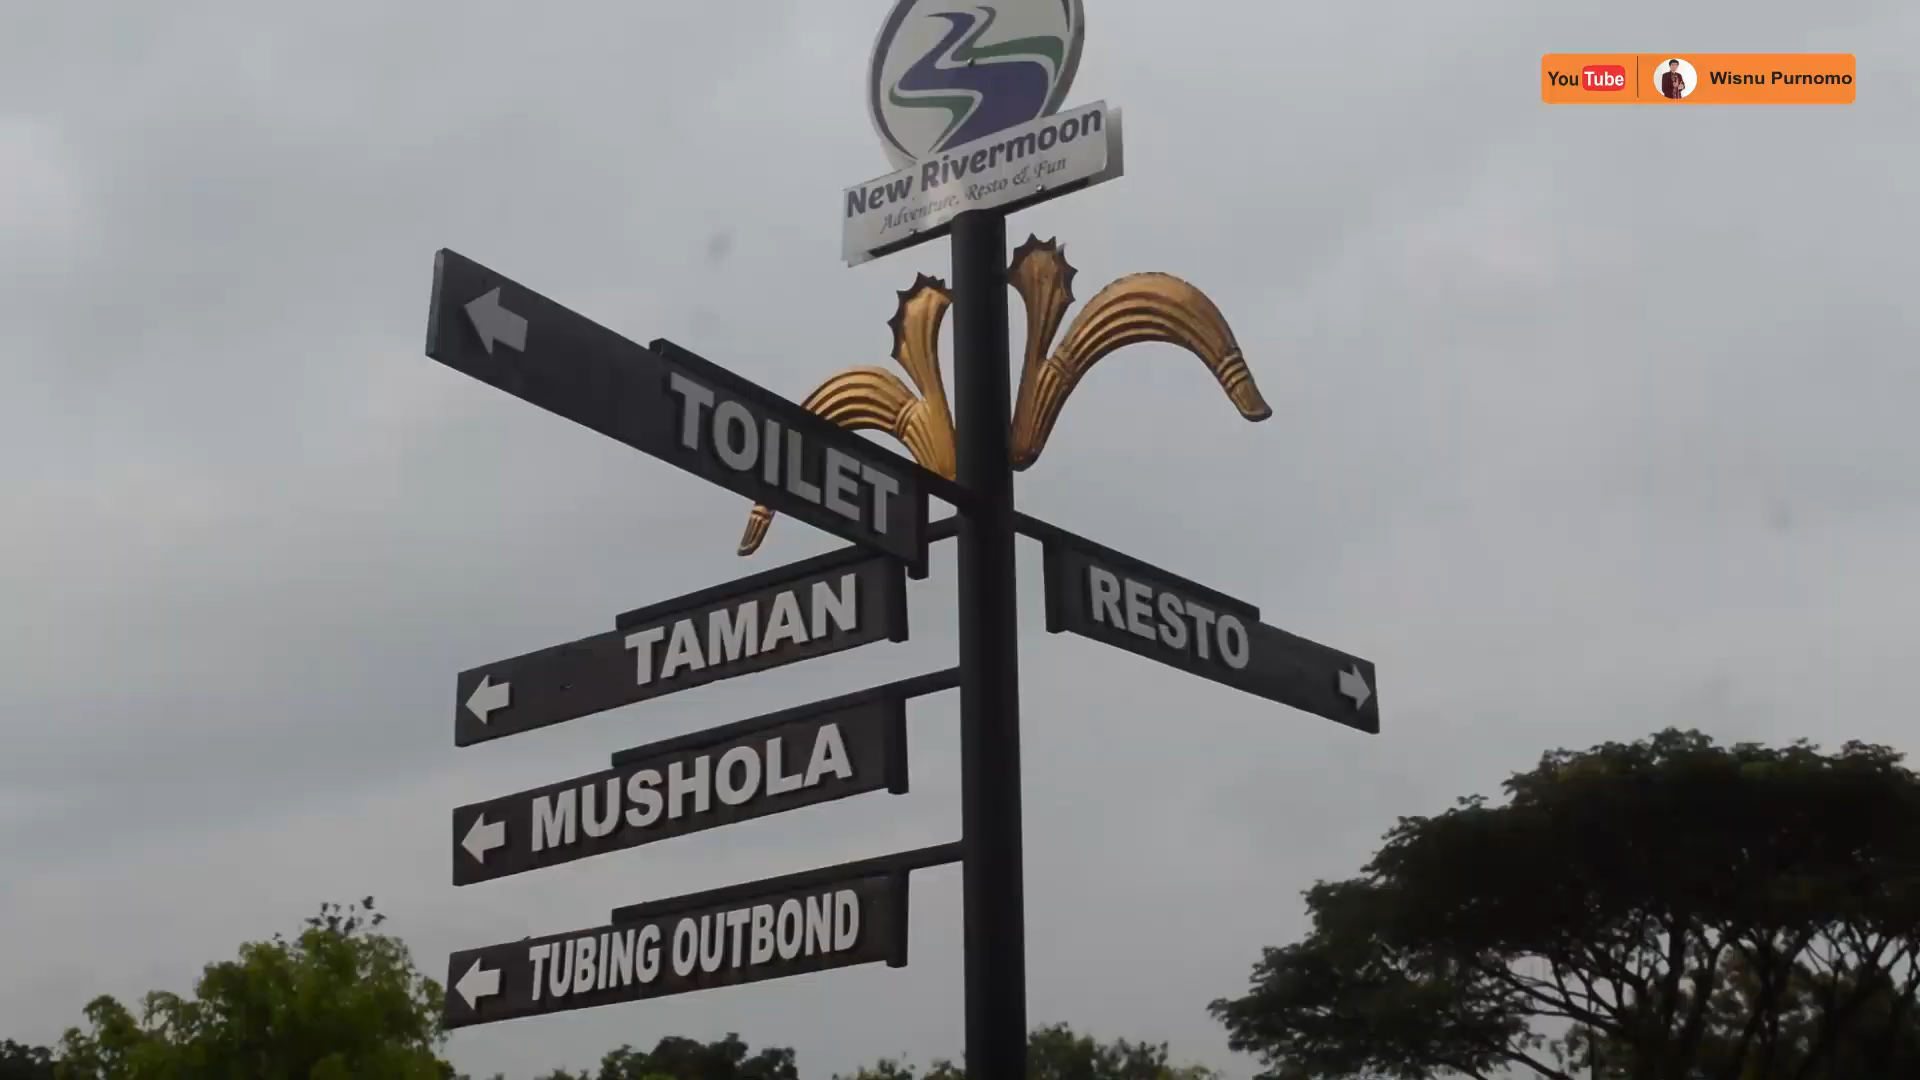 YouTube
Wisnu Purnomo
New Rivermoon
Adventure, Resto & Fun
TOILET
TAMAN
RESTO
MUSHOLA
TUBING OUTBOND